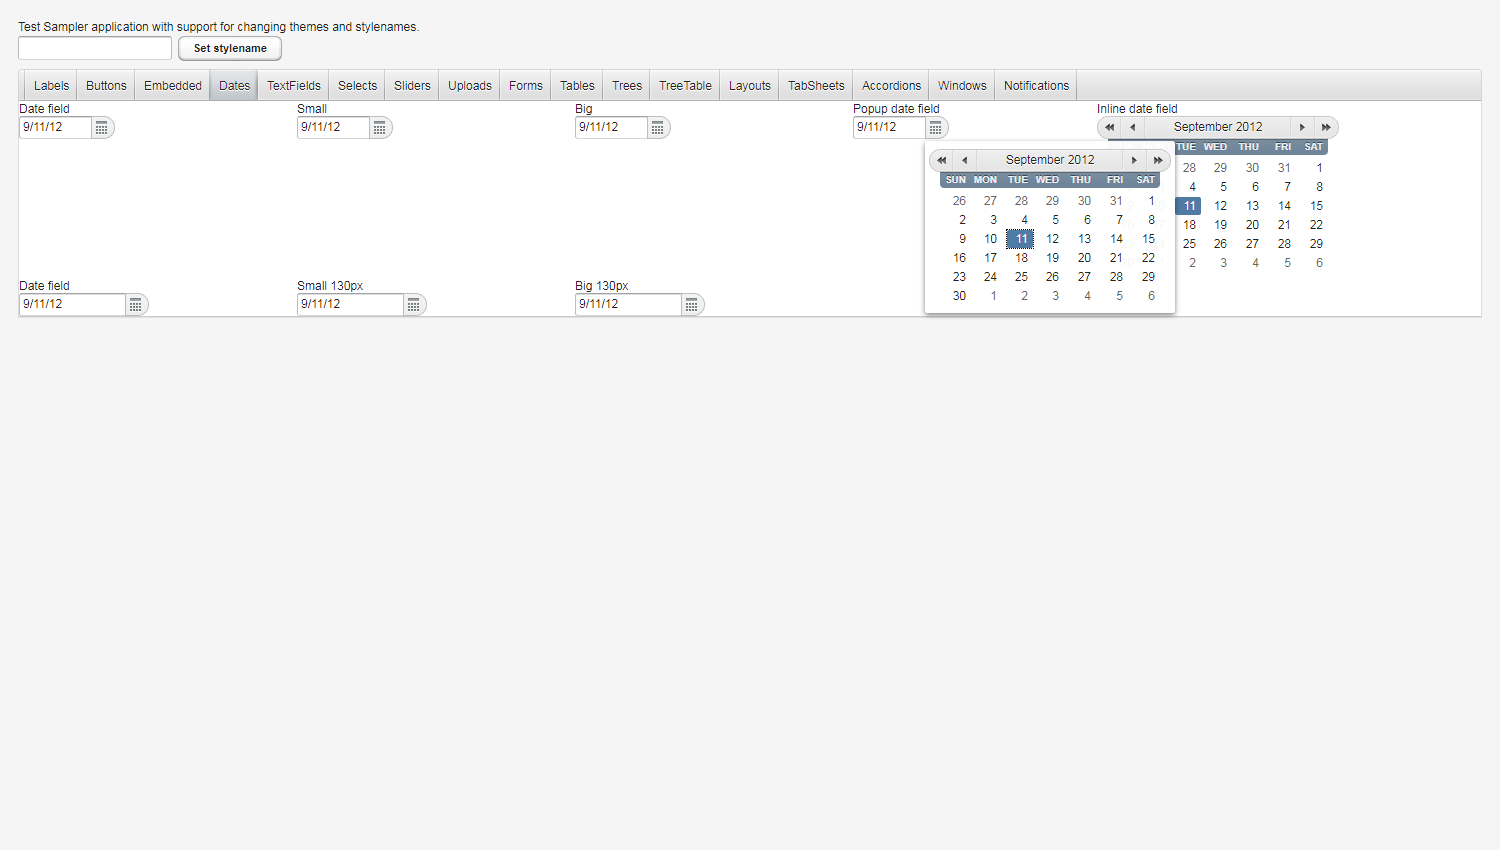 Test Sampler application with support for changing themes and stylenames.
Set stylename
Labels Buttons Embedded Dates TextFields Selects Sliders Uploads Forms Tables Trees TreeTable Layouts TabSheets Accordions Windows Notifications
Date field Small Big Popup date field Inline date field
9/11/12 9/11/12 9/11/12 9/11/12 September 2012
TUE WED THU FRI SAT
28 29 30 31 1
4 5 6 7 8
11 12 13 14 15
18 19 20 21 22
25 26 27 28 29
2 3 4 5 6
September 2012
SUN MON TUE WED THU FRI SAT
26 27 28 29 30 31 1
2 3 4 5 6 7 8
9 10 11 12 13 14 15
16 17 18 19 20 21 22
23 24 25 26 27 28 29
30 1 2 3 4 5 6
Date field Small 130px Big 130px
9/11/12 9/11/12 9/11/12